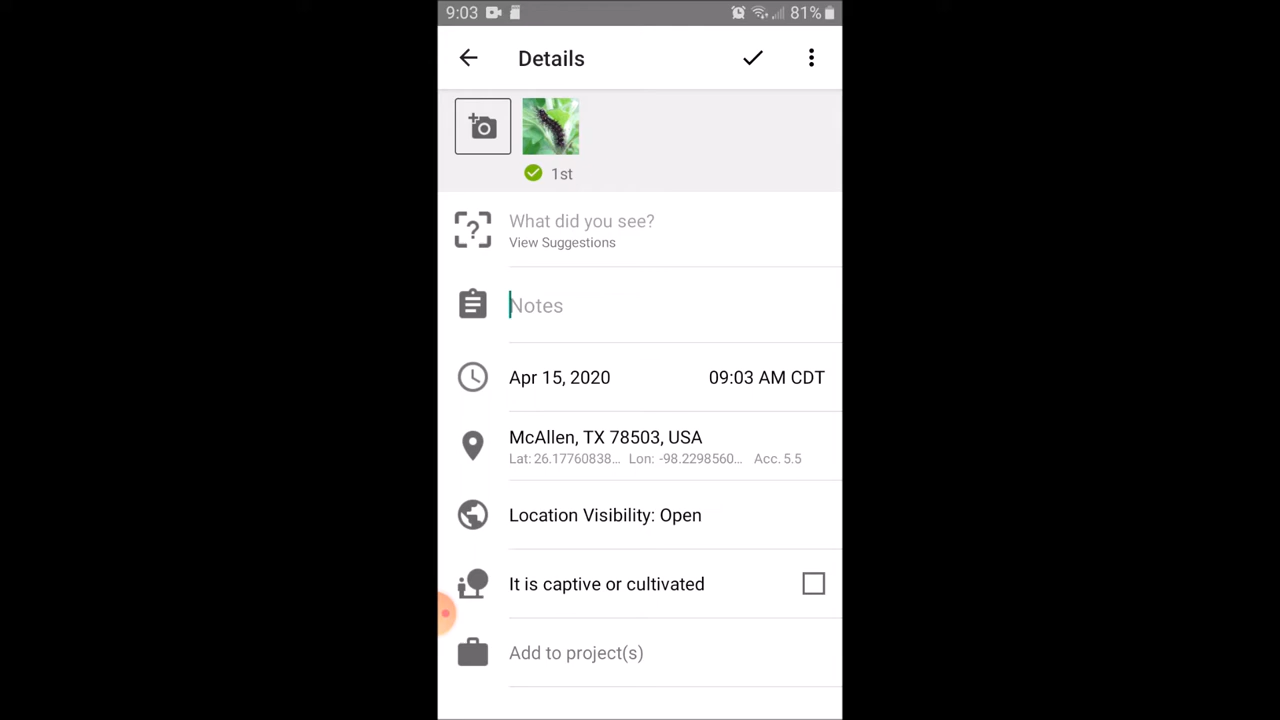 9:03 81%
Details
1st
What did you see?
View Suggestions
Notes
Apr 15, 2020 09:03 AM CDT
McAllen, TX 78503, USA
Lat: 26.17760838... Lon: -98.2298560... Acc. 5.5
Location Visibility: Open
It is captive or cultivated
Add to project(s)